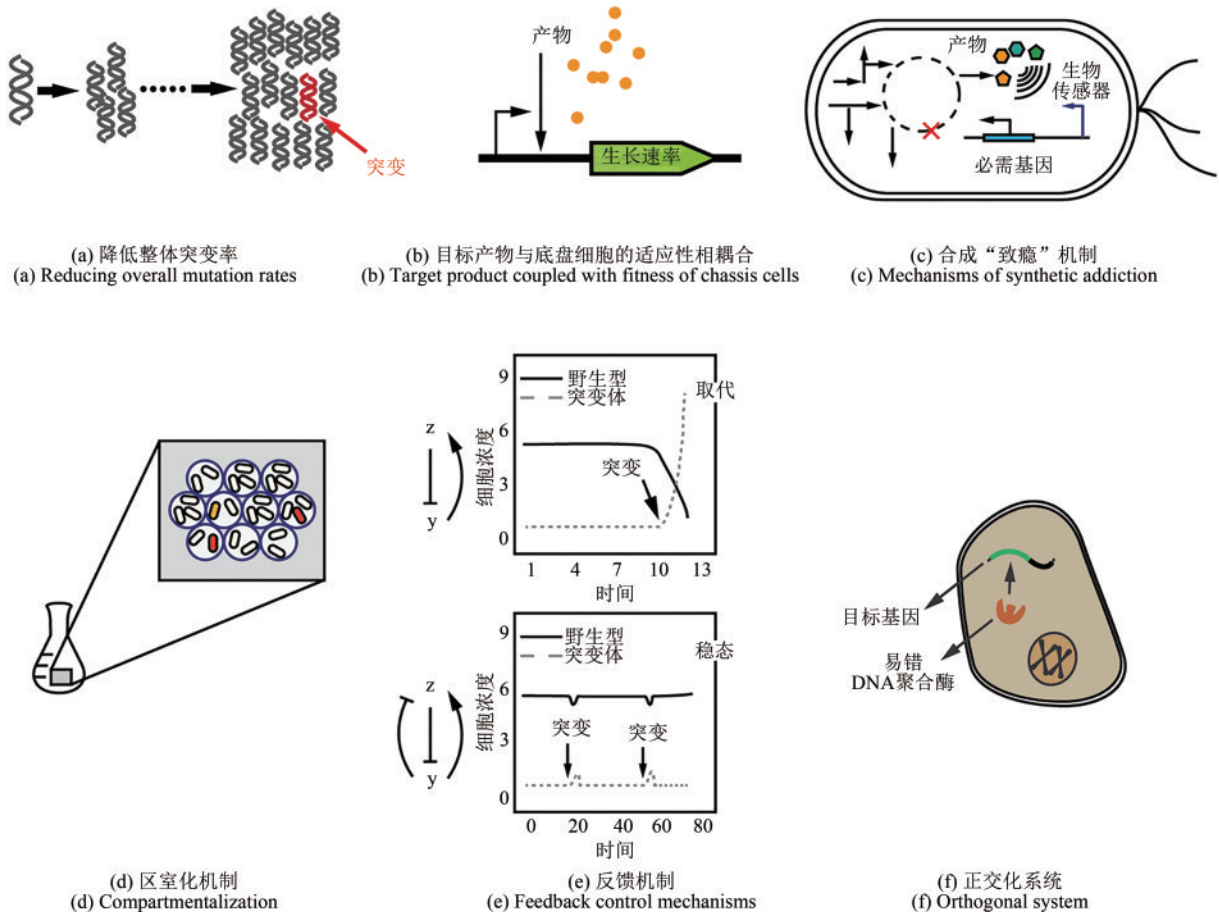 突变
(a) 降低整体突变率
(a) Reducing overall mutation rates
产物
生长速率
(b) 目标产物与底盘细胞的适应性相耦合
(b) Target product coupled with fitness of chassis cells
产物
生物
传感器
必需基因
(c) 合成“致瘾”机制
(c) Mechanisms of synthetic addiction
(d) 区室化机制
(d) Compartmentalization
z
y
细胞浓度
9
6
3
0
野生型
突变体
取代
突变
1 4 7 10 13
时间
z
y
细胞浓度
9
6
3
0
野生型
突变体
稳态
突变 突变
0 20 40 60 80
时间
(e) 反馈机制
(e) Feedback control mechanisms
目标基因
易错
DNA聚合酶
(f) 正交化系统
(f) Orthogonal system